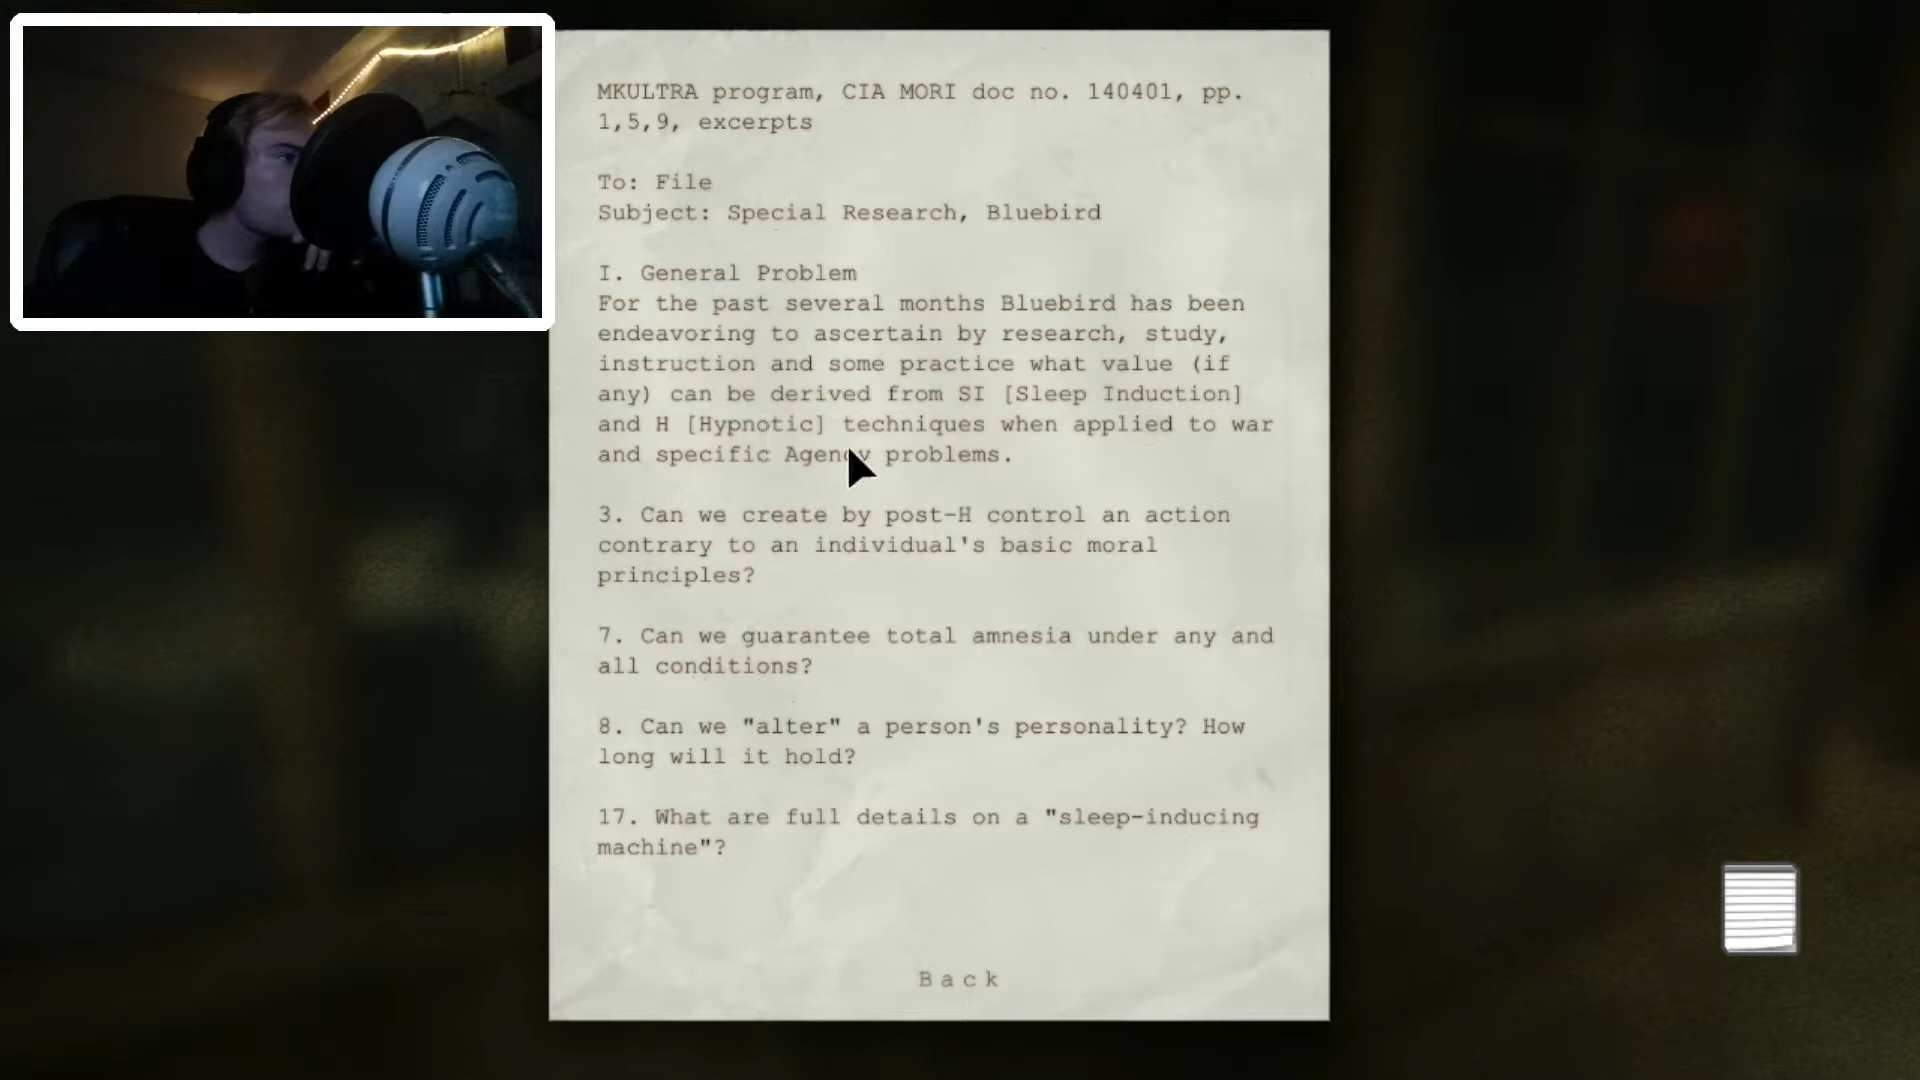 MKULTRA program, CIA MORI doc no. 140401, pp.
1,5,9, excerpts
To: File
Subject: Special Research, Bluebird
I. General Problem
For the past several months Bluebird has been
endeavoring to ascertain by research, study,
instruction and some practice what value (if
any) can be derived from SI [Sleep Induction]
and H [Hypnotic] techniques when applied to war
and specific Agency problems.
3. Can we create by post-H control an action
contrary to an individual's basic moral
principles?
7. Can we guarantee total amnesia under any and
all conditions?
8. Can we "alter" a person's personality? How
long will it hold?
17. What are full details on a "sleep-inducing
machine"?
Back